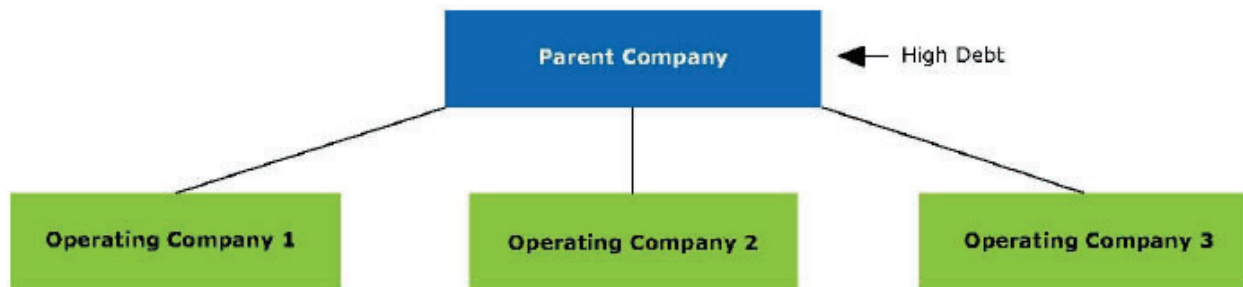 Parent Company
High Debt
Operating Company 1
Operating Company 2
Operating Company 3